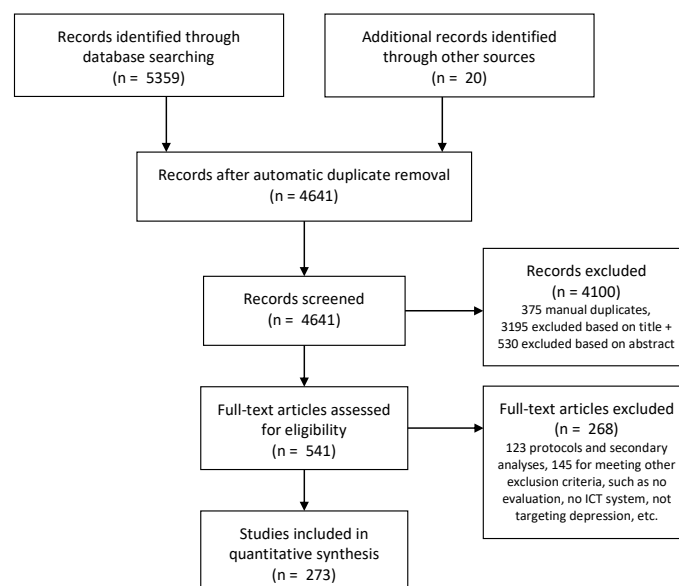 Records identified through
database searching
(n = 5359)
Additional records identified
through other sources
(n = 20)
Records after automatic duplicate removal
(n = 4641)
Records screened
(n = 4641)
Records excluded
(n = 4100)
375 manual duplicates,
3195 excluded based on title +
530 excluded based on abstract
Full-text articles assessed
for eligibility
(n = 541)
Full-text articles excluded
(n = 268)
123 protocols and secondary
analyses, 145 for meeting other
exclusion criteria, such as no
evaluation, no ICT system, not
targeting depression, etc.
Studies included in
quantitative synthesis
(n = 273)